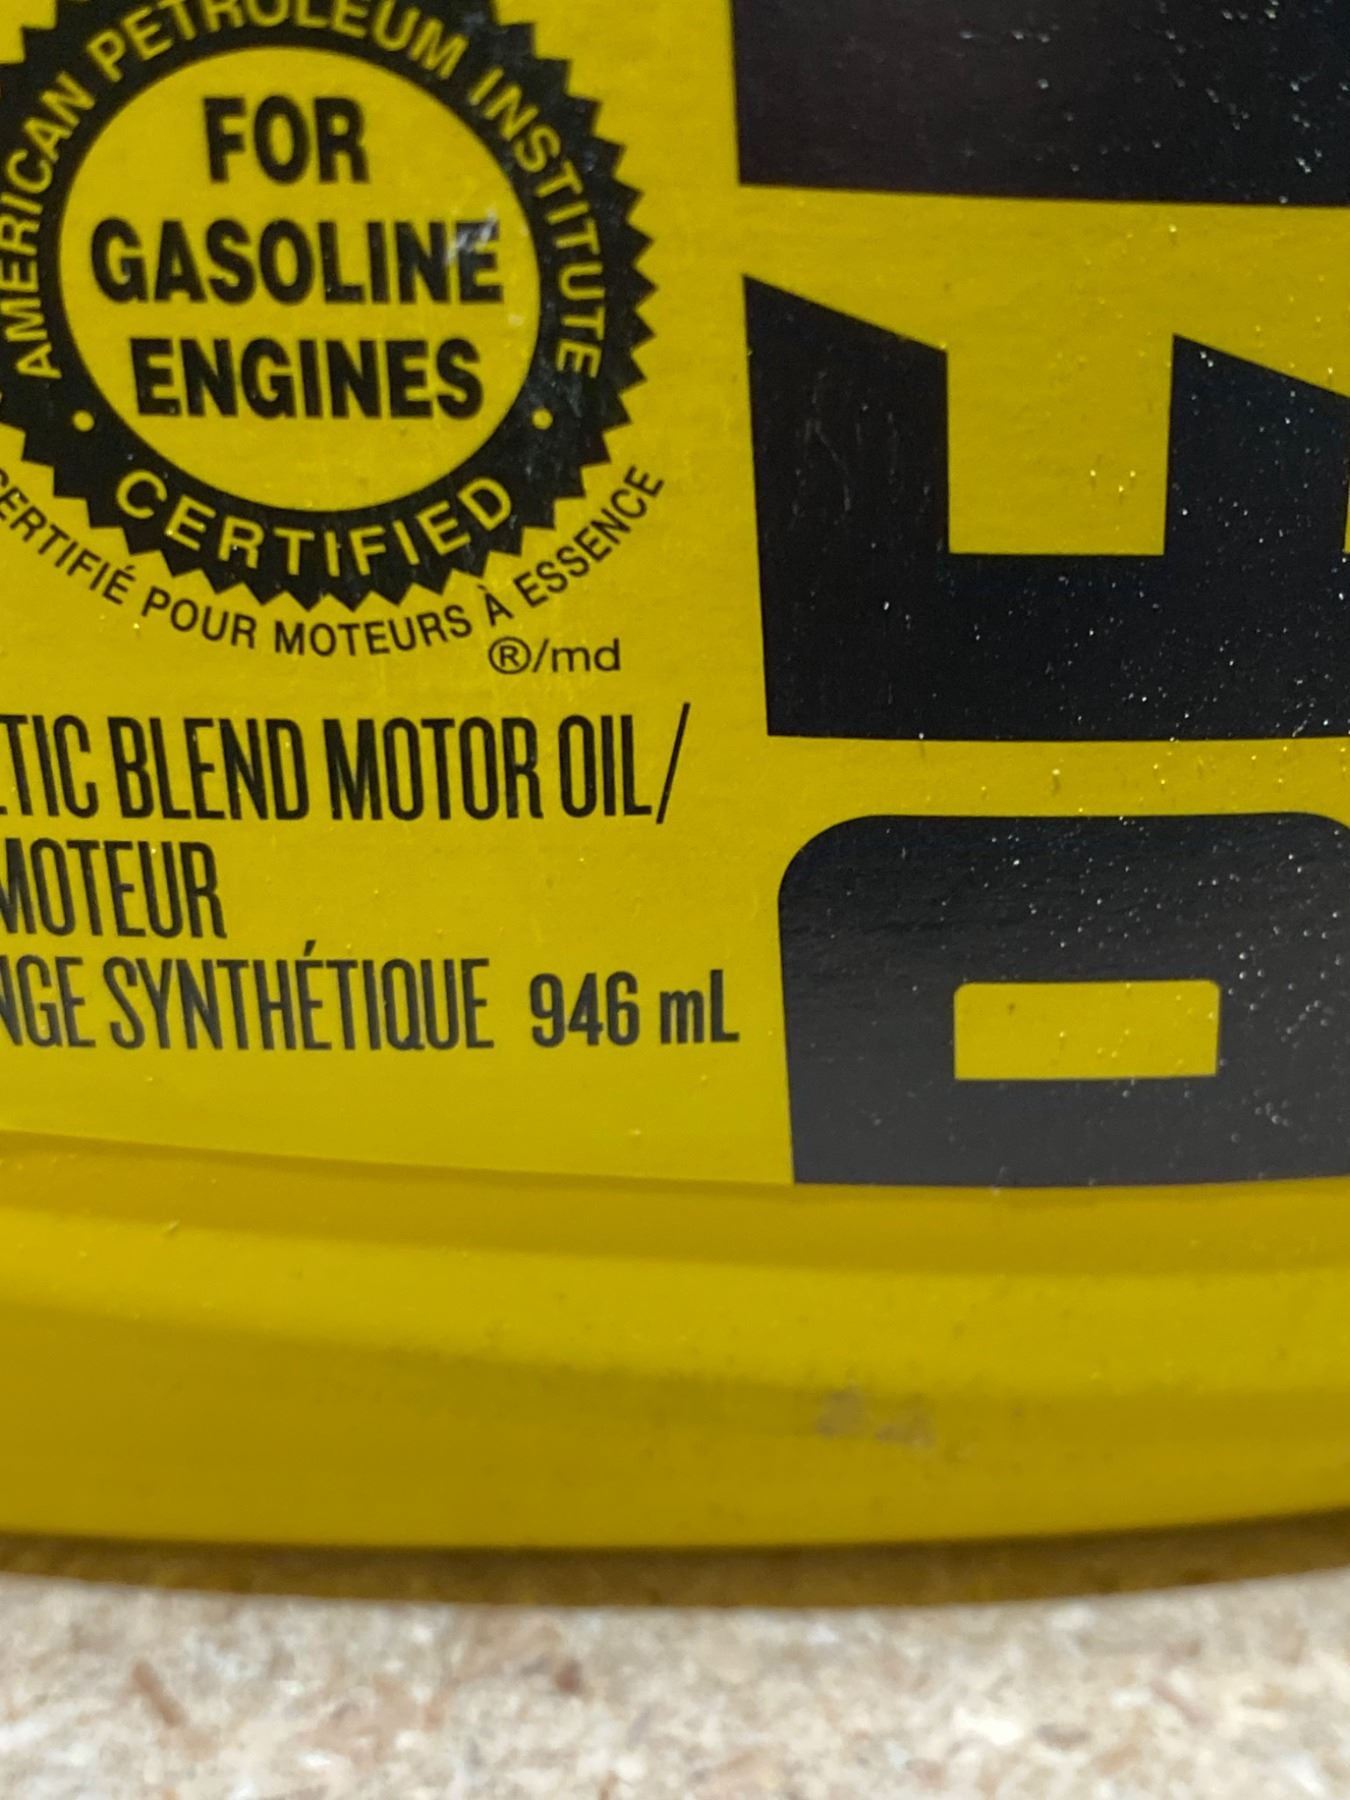 AMERICAN PETROLEUM INSTITUTE
FOR
GASOLINE
ENGINES
CERTIFIED
CERTIFIÉ POUR MOTEURS À ESSENCE
®/md
TIC BLEND MOTOR OIL/
MOTEUR
NGE SYNTHÉTIQUE 946 mL